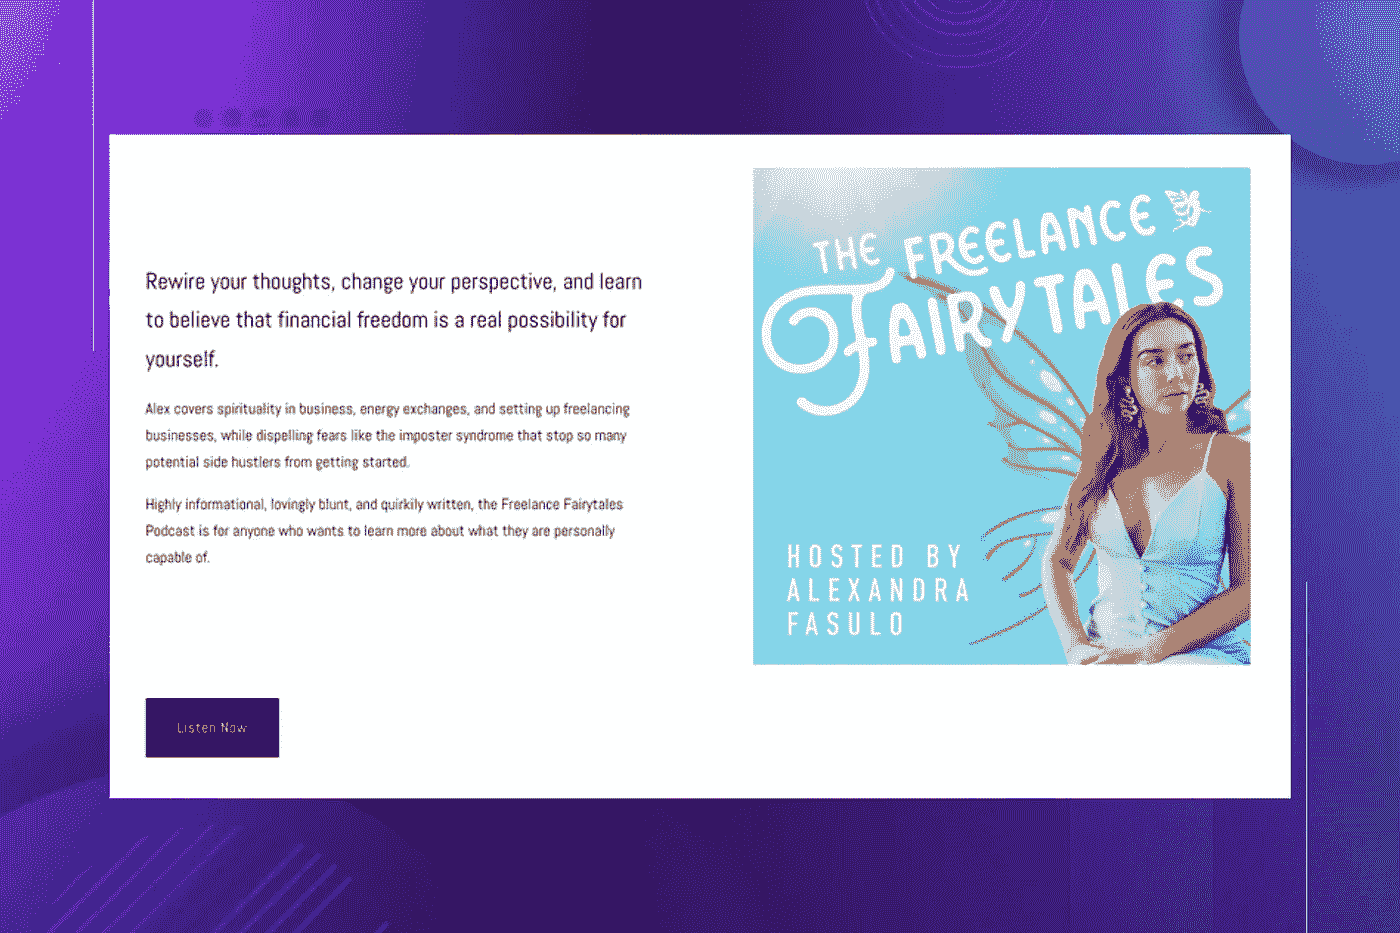 Rewire your thoughts, change your perspective, and learn
to believe that financial freedom is a real possibility for
yourself.
Alex covers spirituality in business, energy exchanges, and setting up freelancing
businesses, while dispelling fears like the imposter syndrome that stop so many
potential side hustlers from getting started.
Highly informational, lovingly blunt, and quirkily written, the Freelance Fairytales
Podcast is for anyone who wants to learn more about what they are personally
capable of.
Listen Now
THE FREELANCE
FAIRYTALES
HOSTED BY
ALEXANDRA
FASULO